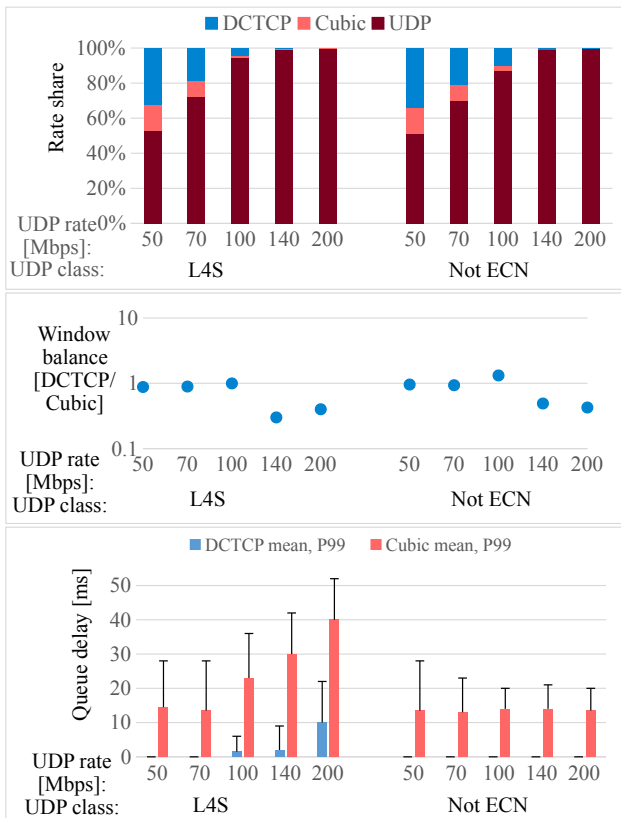 DCTCP Cubic UDP
100%
80%
60%
40%
20%
0%
Rate share
UDP rate
[Mbps]:
50 70 100 140 200 50 70 100 140 200
UDP class: L4S Not ECN
10
1
0.1
Window
balance
[DCTCP/
Cubic]
UDP rate
[Mbps]:
50 70 100 140 200 50 70 100 140 200
UDP class: L4S Not ECN
DCTCP mean, P99 Cubic mean, P99
50
40
30
20
10
0
Queue delay [ms]
UDP rate
[Mbps]:
50 70 100 140 200 50 70 100 140 200
UDP class: L4S Not ECN